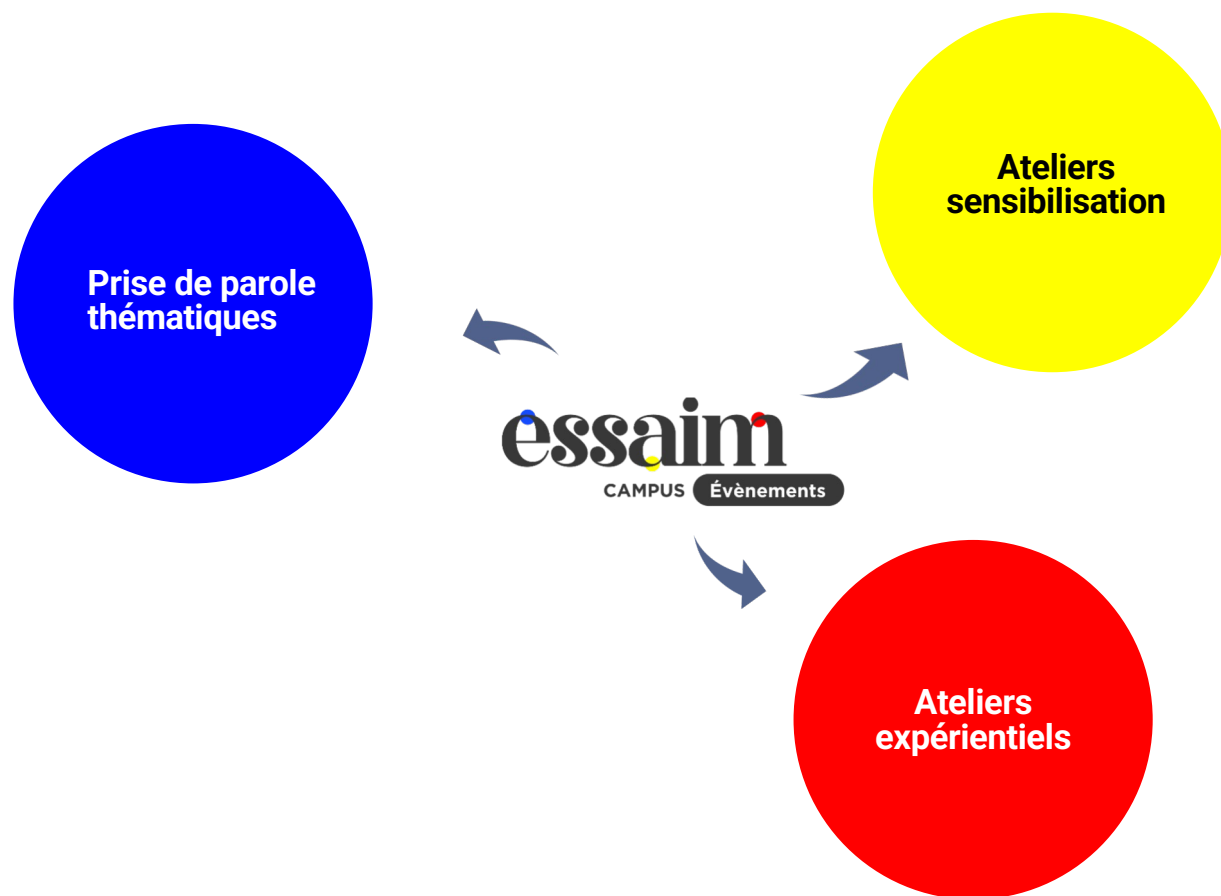 Ateliers
sensibilisation
Prise de parole
thématiques
essaim
CAMPUS Évènements
Ateliers
expérientiels